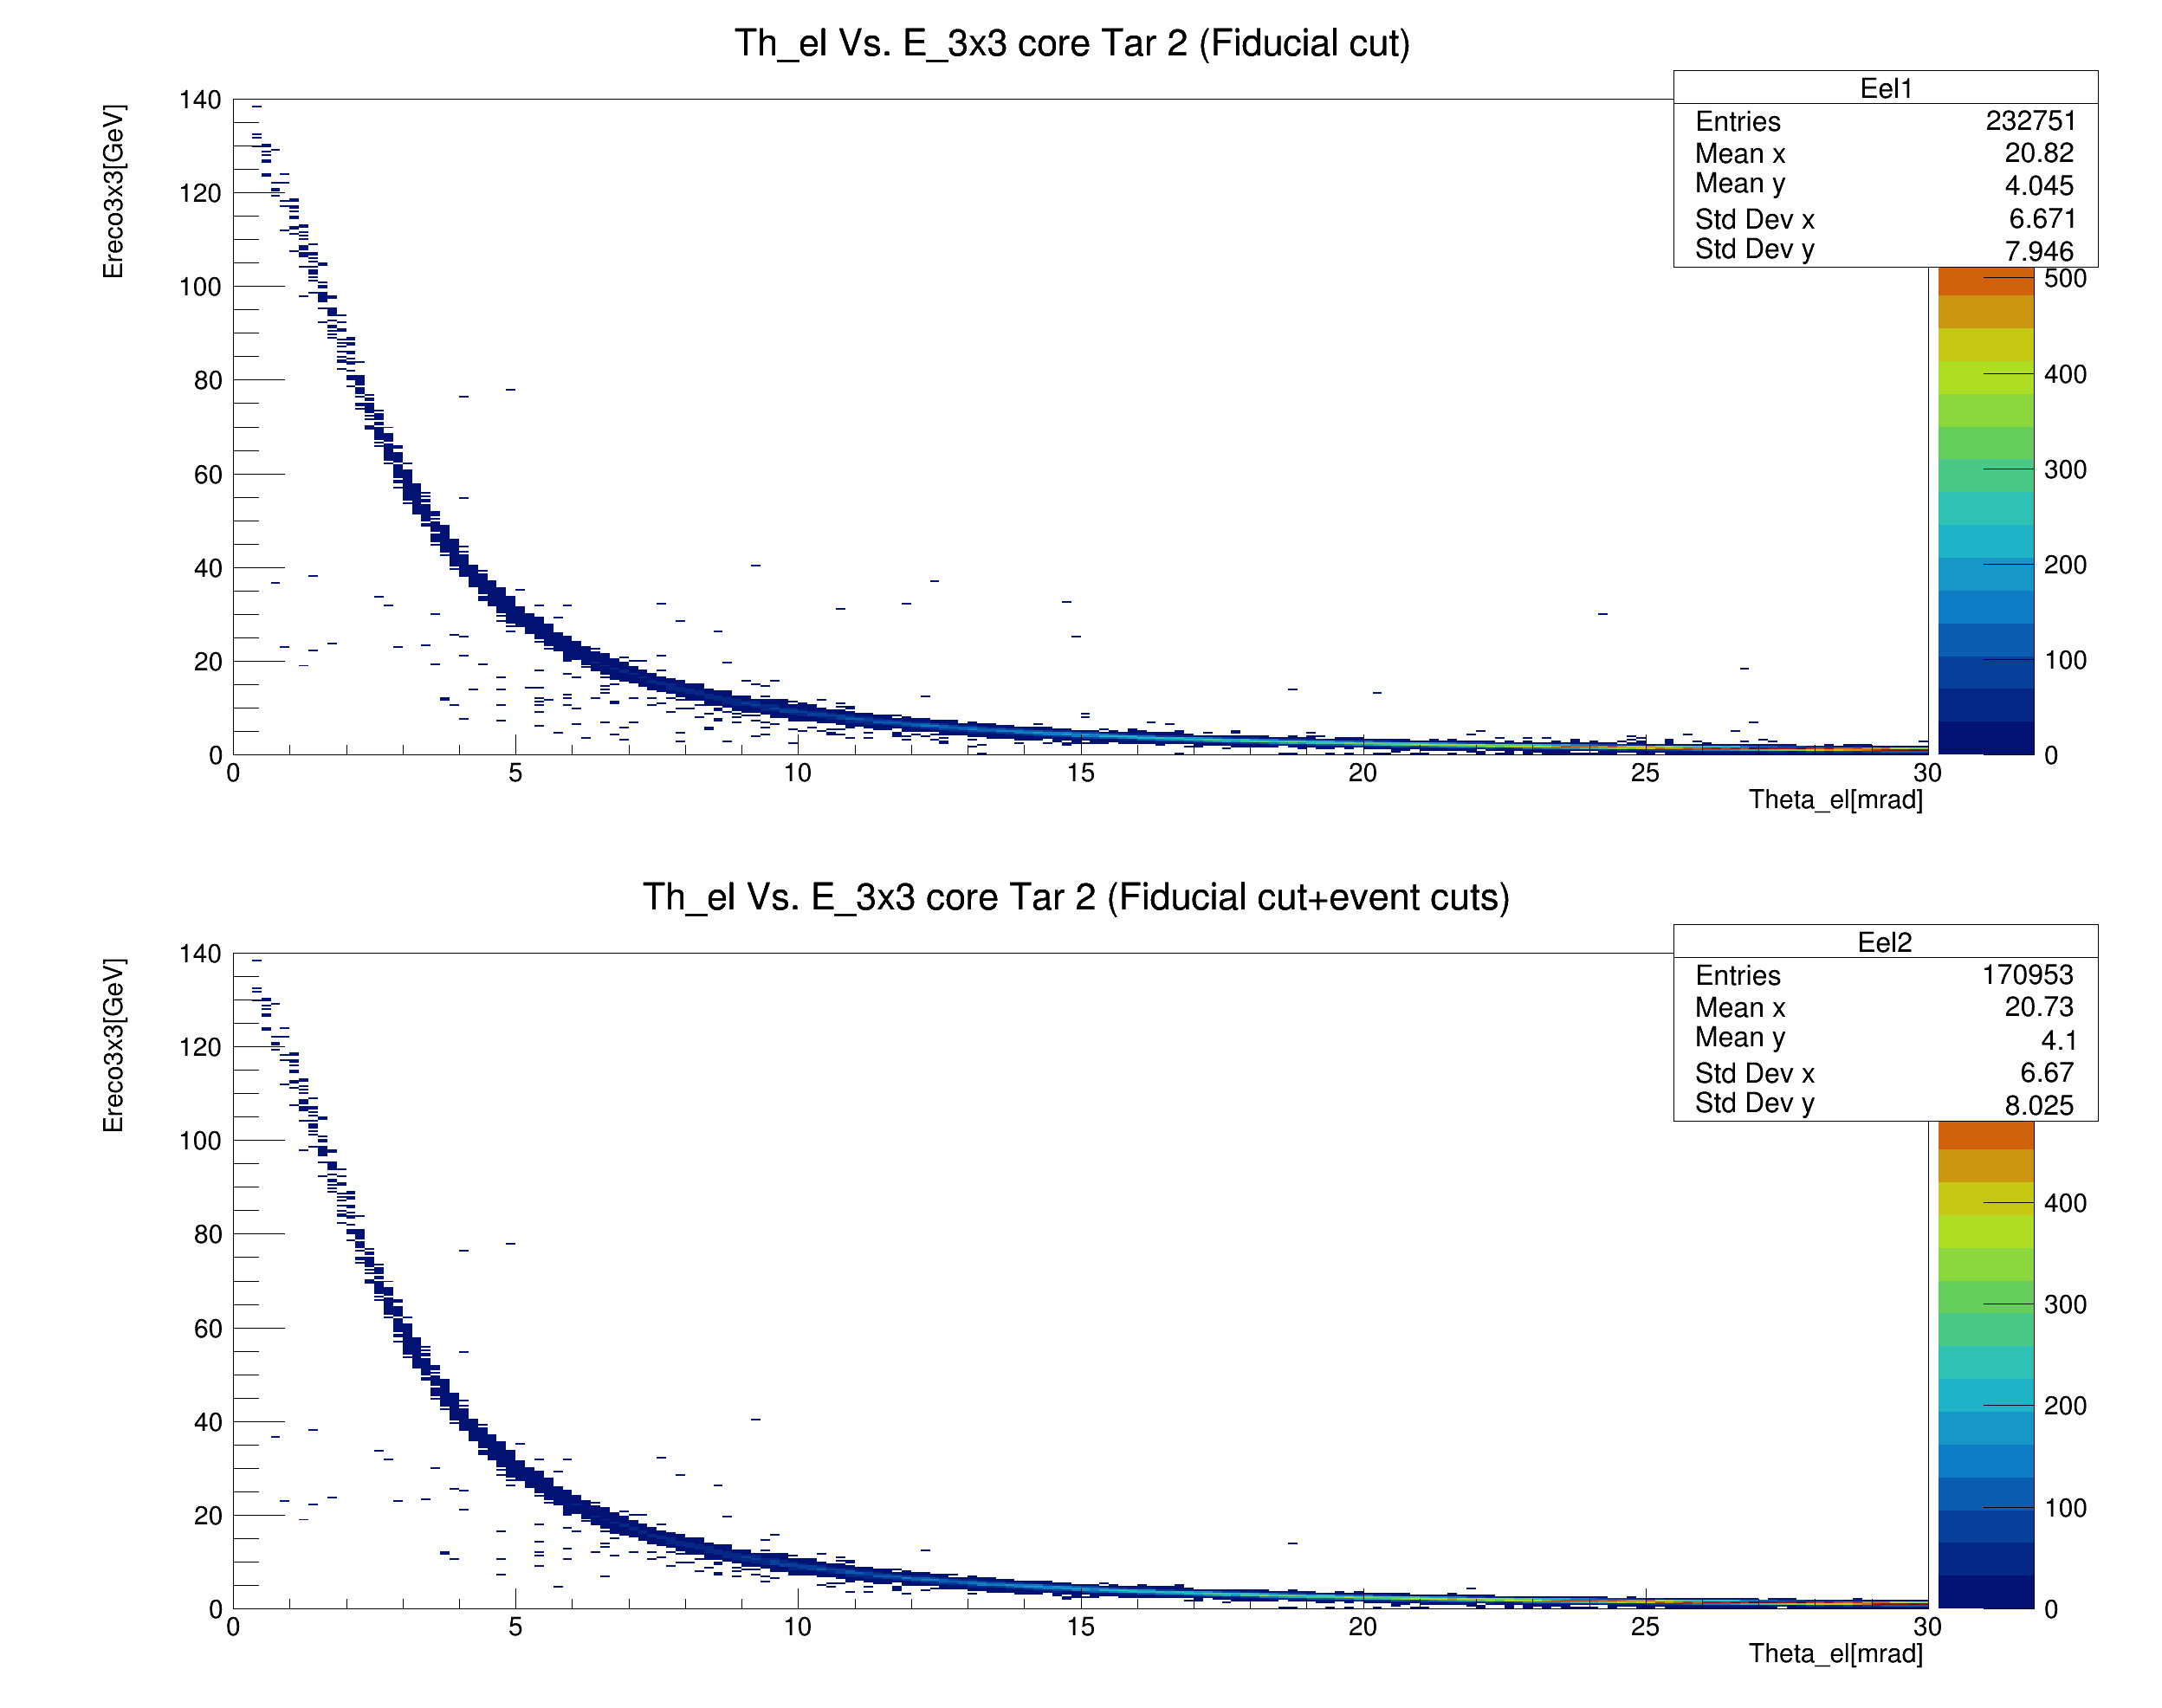 Th_el Vs. E_3x3 core Tar 2 (Fiducial cut)
Ereco3x3[GeV]
140
120
100
80
60
40
20
0
0 5 10 15 20 25 30
Theta_el[mrad]
Eel1
Entries 232751
Mean x 20.82
Mean y 4.045
Std Dev x 6.671
Std Dev y 7.946
500
400
300
200
100
0
Th_el Vs. E_3x3 core Tar 2 (Fiducial cut+event cuts)
Ereco3x3[GeV]
140
120
100
80
60
40
20
0
0 5 10 15 20 25 30
Theta_el[mrad]
Eel2
Entries 170953
Mean x 20.73
Mean y 4.1
Std Dev x 6.67
Std Dev y 8.025
400
300
200
100
0